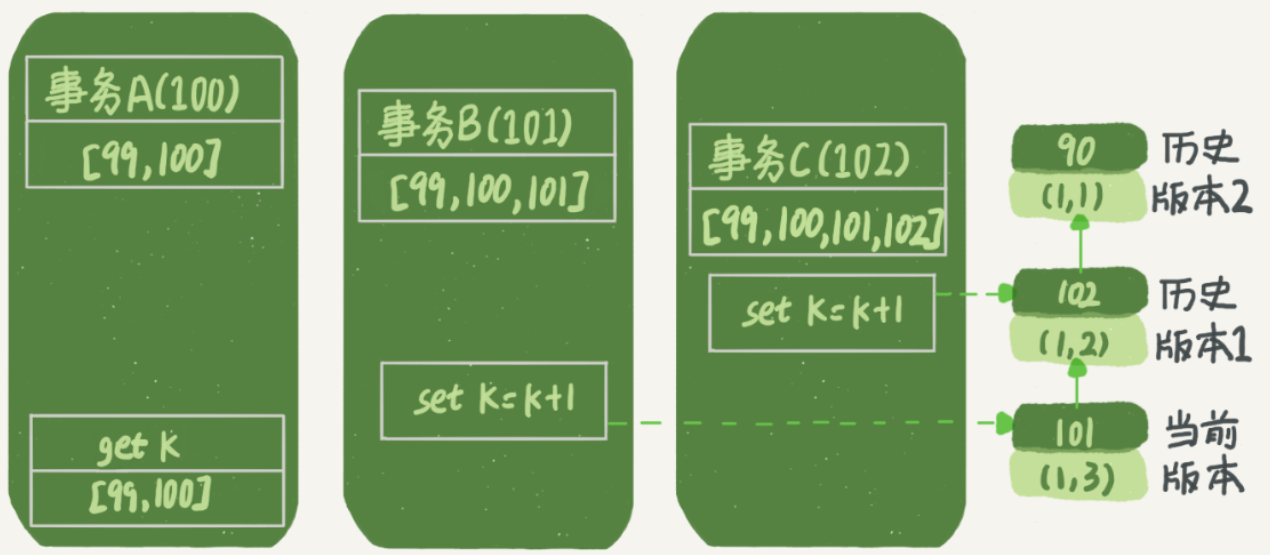 事务A(100)
[99,100]
get k
[99,100]
事务B(101)
[99,100,101]
set k=k+1
事务C(102)
[99,100,101,102]
set k=k+1
90
(1,1)
历史
版本2
102
(1,2)
历史
版本1
101
(1,3)
当前
版本